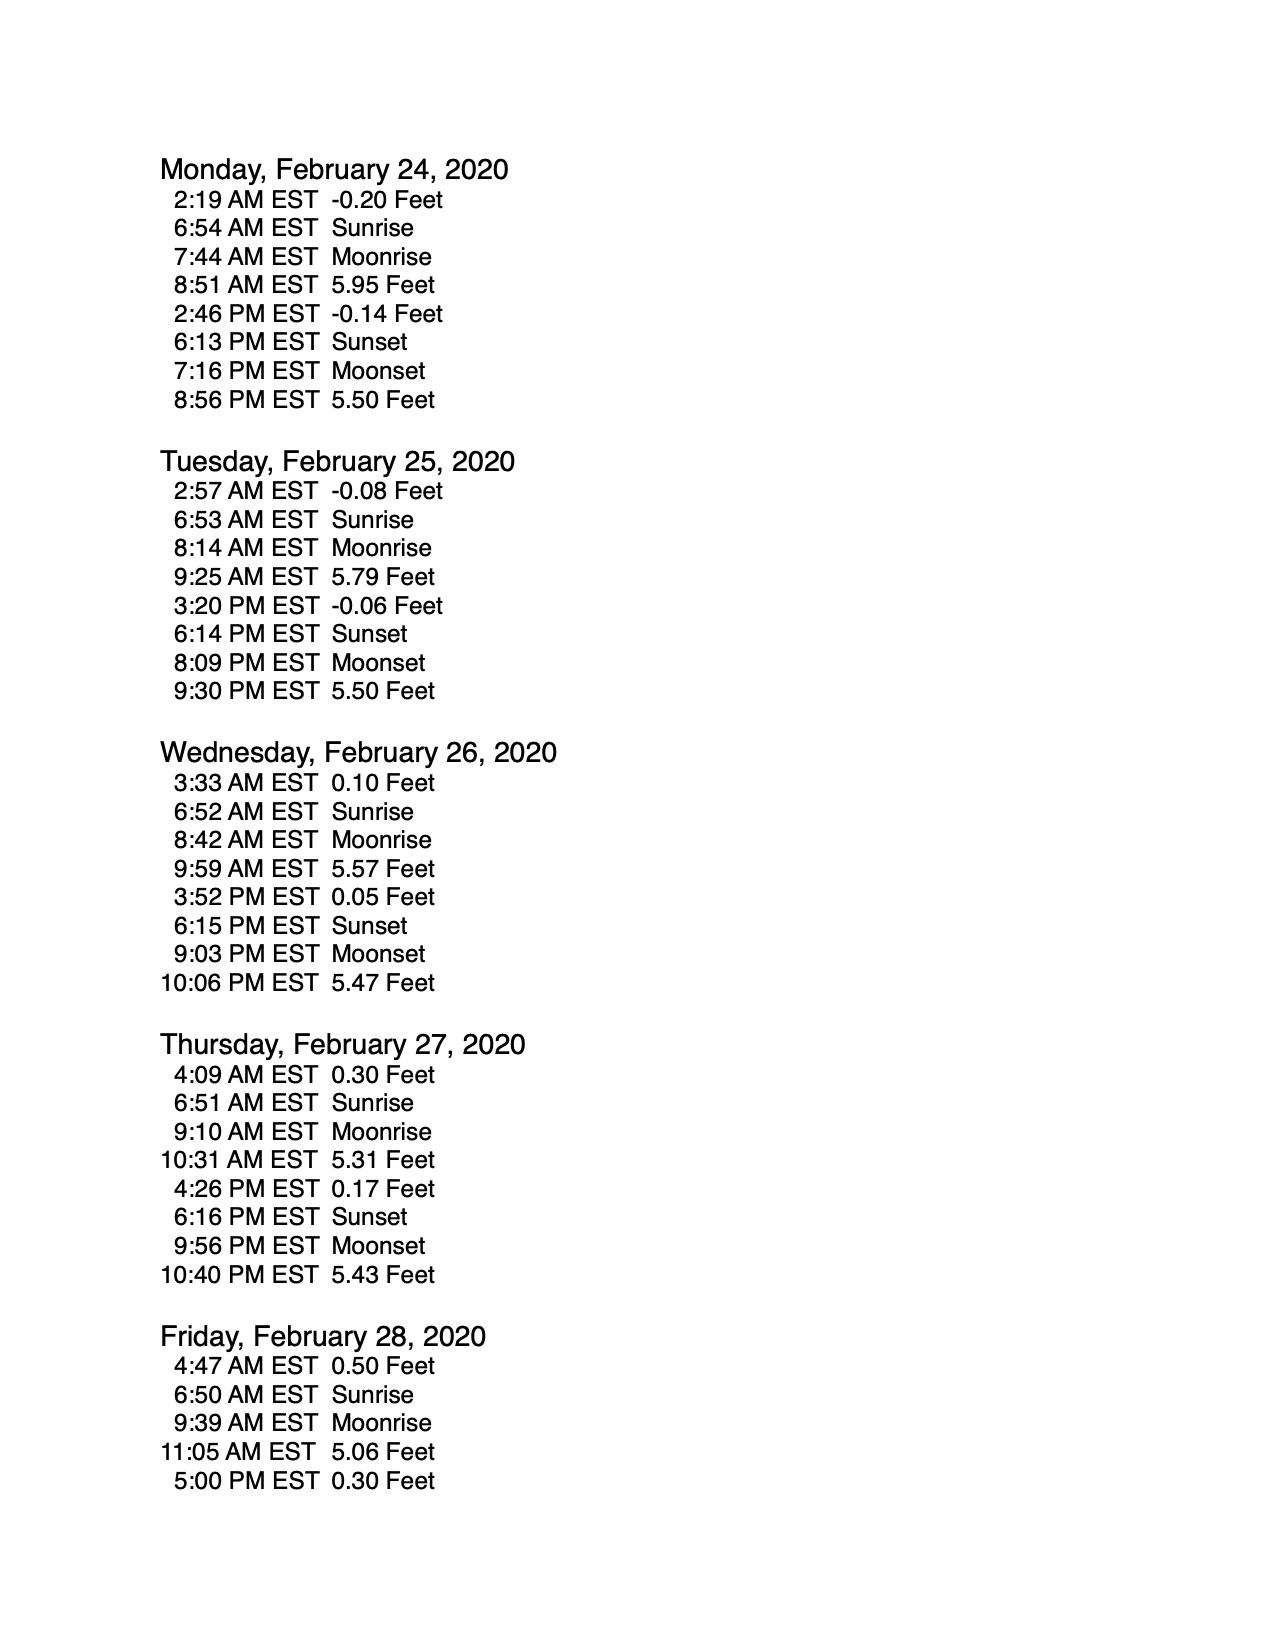 Monday, February 24, 2020
2:19 AM EST -0.20 Feet
6:54 AM EST Sunrise
7:44 AM EST Moonrise
8:51 AM EST 5.95 Feet
2:46 PM EST -0.14 Feet
6:13 PM EST Sunset
7:16 PM EST Moonset
8:56 PM EST 5.50 Feet
Tuesday, February 25, 2020
2:57 AM EST -0.08 Feet
6:53 AM EST Sunrise
8:14 AM EST Moonrise
9:25 AM EST 5.79 Feet
3:20 PM EST -0.06 Feet
6:14 PM EST Sunset
8:09 PM EST Moonset
9:30 PM EST 5.50 Feet
Wednesday, February 26, 2020
3:33 AM EST 0.10 Feet
6:52 AM EST Sunrise
8:42 AM EST Moonrise
9:59 AM EST 5.57 Feet
3:52 PM EST 0.05 Feet
6:15 PM EST Sunset
9:03 PM EST Moonset
10:06 PM EST 5.47 Feet
Thursday, February 27, 2020
4:09 AM EST 0.30 Feet
6:51 AM EST Sunrise
9:10 AM EST Moonrise
10:31 AM EST 5.31 Feet
4:26 PM EST 0.17 Feet
6:16 PM EST Sunset
9:56 PM EST Moonset
10:40 PM EST 5.43 Feet
Friday, February 28, 2020
4:47 AM EST 0.50 Feet
6:50 AM EST Sunrise
9:39 AM EST Moonrise
11:05 AM EST 5.06 Feet
5:00 PM EST 0.30 Feet